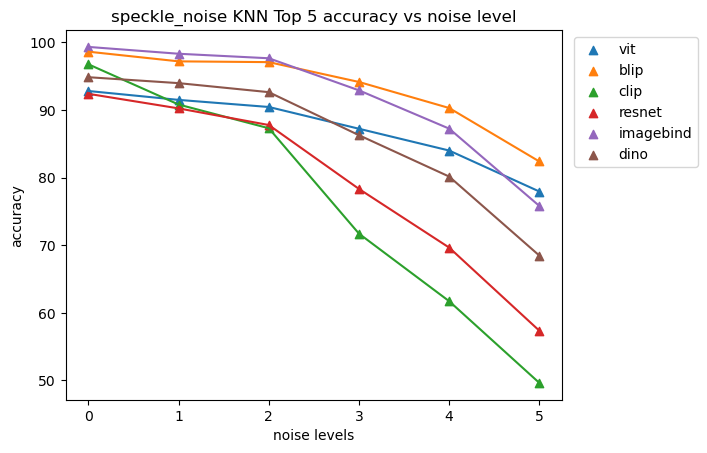 speckle_noise KNN Top 5 accuracy vs noise level
100
90
80
70
60
50
accuracy
0 1 2 3 4 5
noise levels
vit
blip
clip
resnet
imagebind
dino